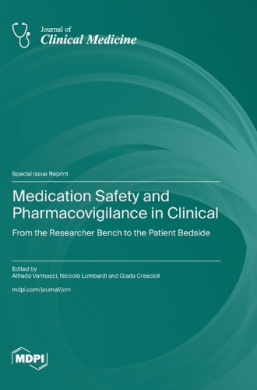 Journal of
Clinical Medicine
Special Issue Reprint
Medication Safety and
Pharmacovigilance in Clinical
From the Researcher Bench to the Patient Bedside
Edited by
Alfredo Vannacci, Niccolò Lombardi and Giada Crescioli
mdpi.com/journal/jcm
MDPI